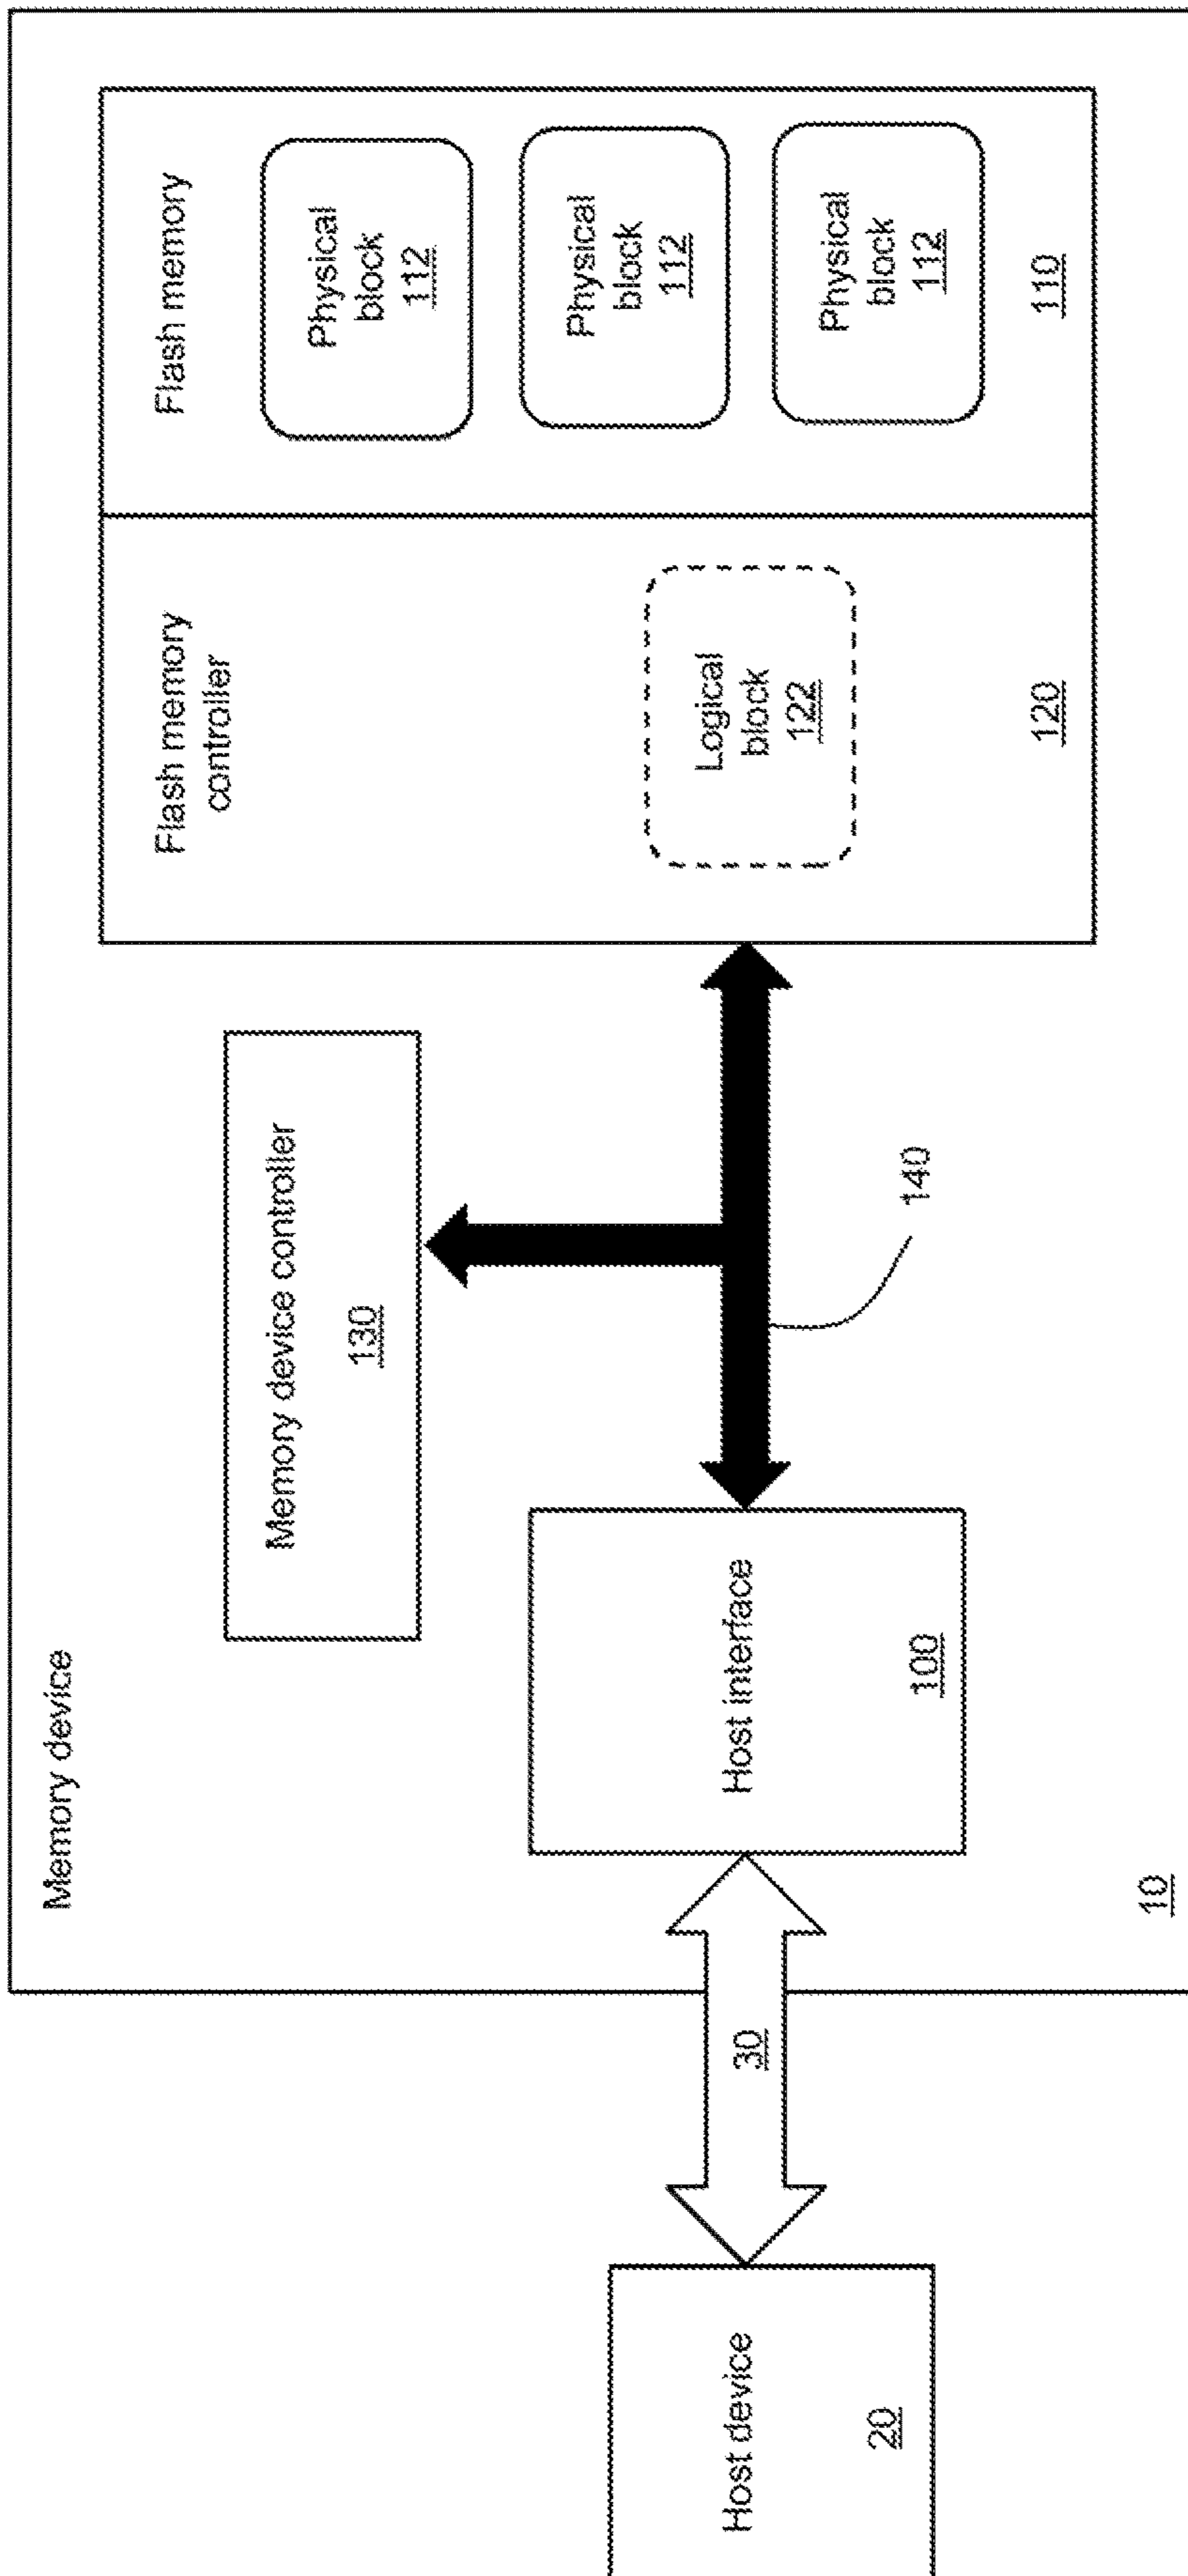 Memory device
Flash memory
controller
Flash memory
Memory device controller
130
Physical
block
112
Physical
block
112
Physical
block
112
Logical
block
122
Host device
20
30
Host interface
100
140
120
110
10